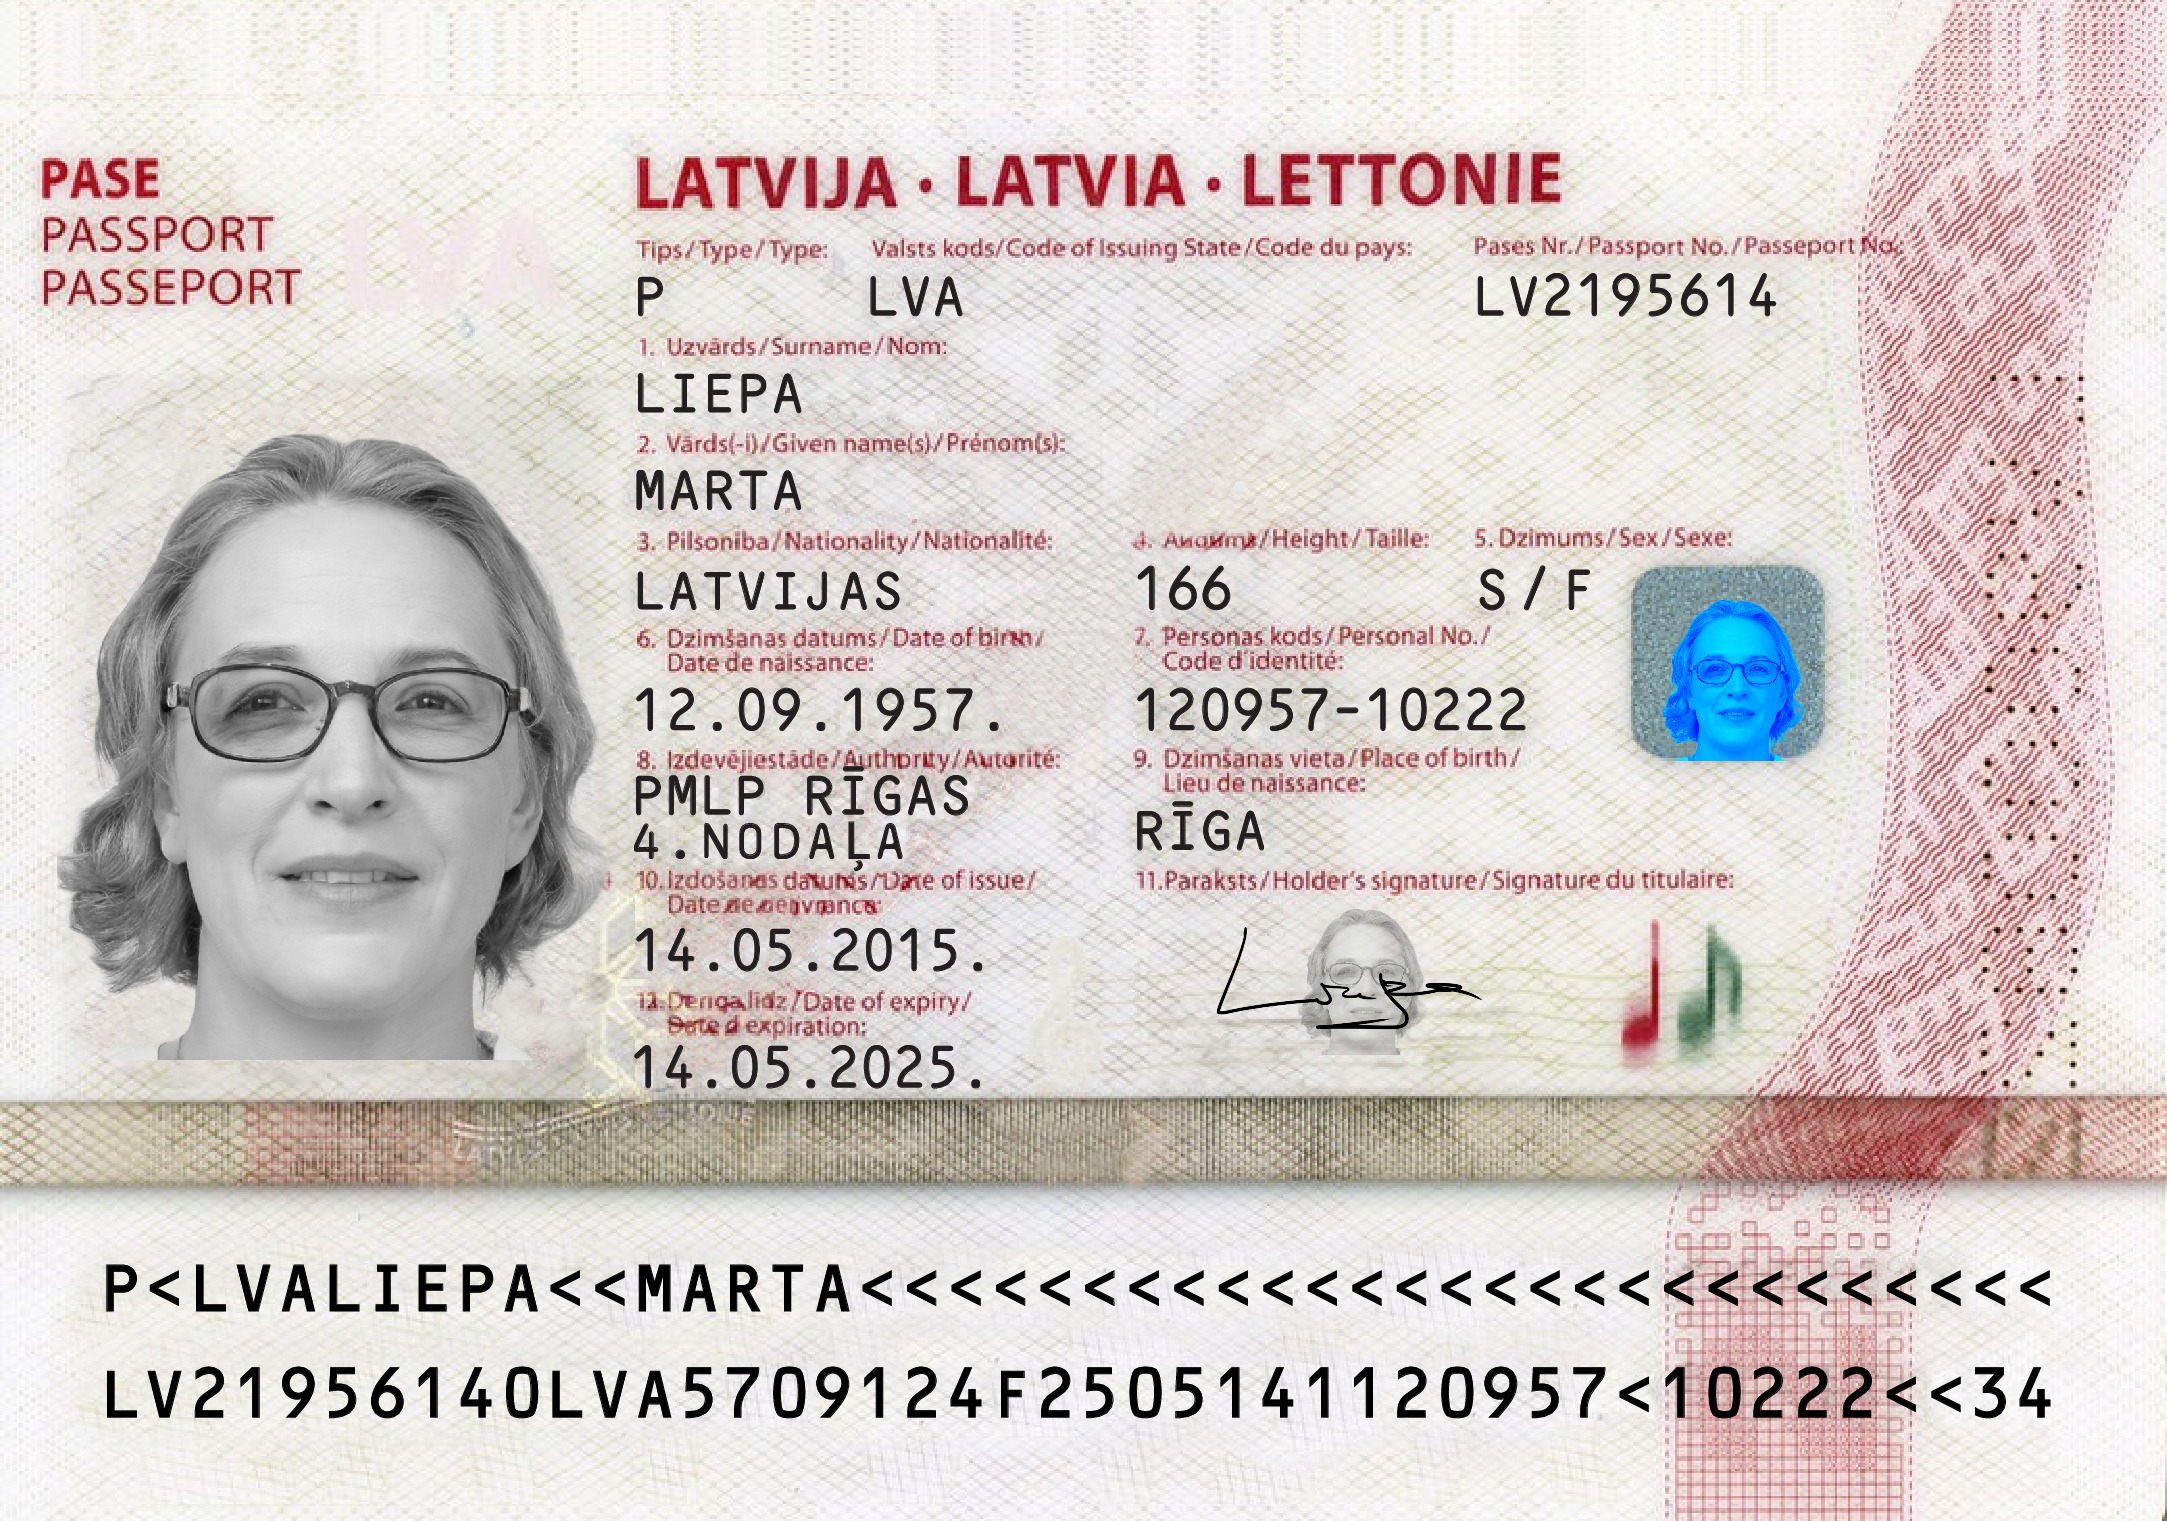 PASE
PASSPORT
PASSEPORT
LVA
LATVIJA · LATVIA · LETTONIE
Tips/Type/Type: Valsts kods/Code of Issuing State/Code du pays: Pases Nr./Passport No./Passeport No.:
P LVA LV2195614
1. Uzvārds/Surname/Nom:
LIEPA
2. Vārds(-i)/Given name(s)/Prénom(s):
MARTA
3. Pilsonība/Nationality/Nationalité: 4. Augums/Height/Taille: 5. Dzimums/Sex/Sexe:
LATVIJAS 166 S/F
6. Dzimšanas datums/Date of birth/ 7. Personas kods/Personal No./
Date de naissance: Code d'identité:
12.09.1957. 120957-10222
8. Izdevējiestāde/Authority/Autorité: 9. Dzimšanas vieta/Place of birth/
Lieu de naissance:
PMLP RĪGAS
4.NODAĻA RĪGA
10. Izdošanas datums/Date of issue/ 11. Paraksts/Holder's signature/Signature du titulaire:
Date de délivrance:
14.05.2015.
12. Derīga līdz/Date of expiry/
Date d'expiration:
14.05.2025.
P<LVALIEPA<<MARTA<<<<<<<<<<<<<<<<<<<<<<<<<<<
LV21956140LVA5709124F2505141120957<10222<<34